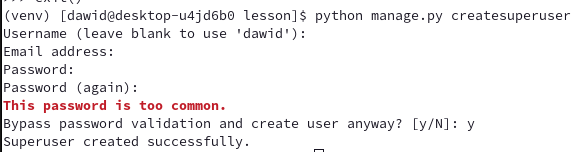 >>> exit()
(venv) [dawid@desktop-u4jd6b0 lesson]$ python manage.py createsuperuser
Username (leave blank to use 'dawid'):
Email address:
Password:
Password (again):
This password is too common.
Bypass password validation and create user anyway? [y/N]: y
Superuser created successfully.